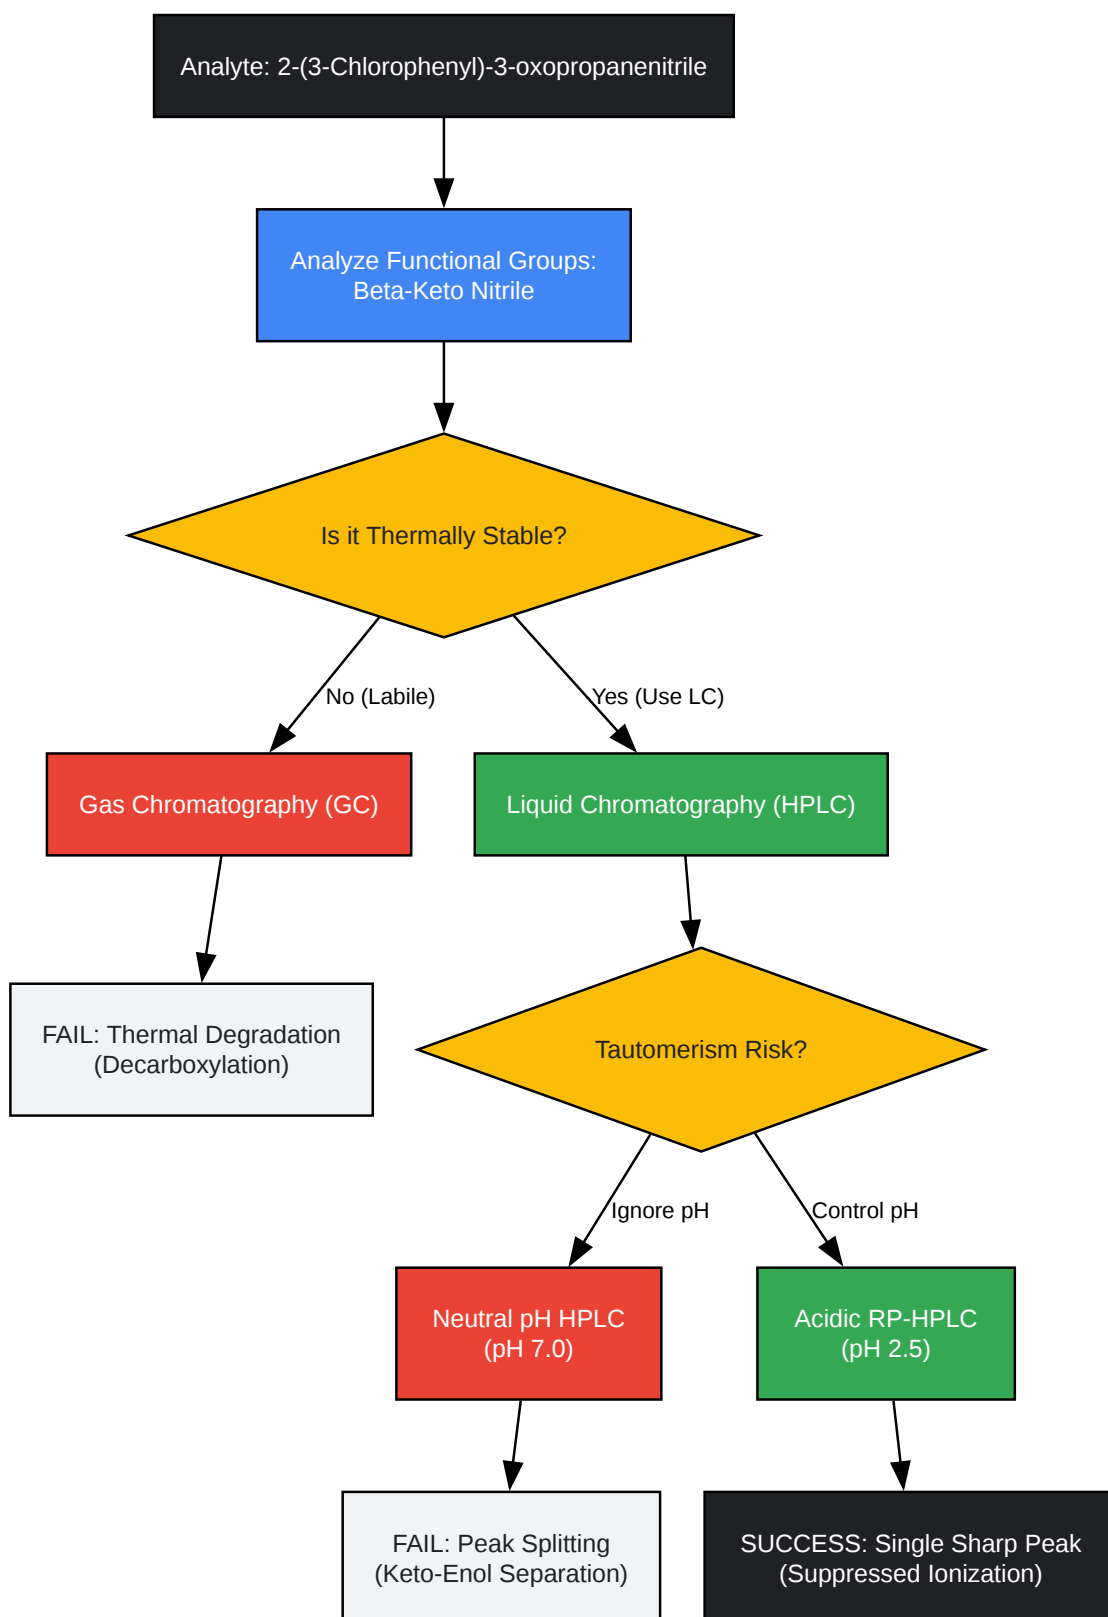 Analyte: 2-(3-Chlorophenyl)-3-oxopropanenitrile
Analyze Functional Groups:
Beta-Keto Nitrile
Is it Thermally Stable?
No (Labile)
Yes (Use LC)
Gas Chromatography (GC)
Liquid Chromatography (HPLC)
FAIL: Thermal Degradation
(Decarboxylation)
Tautomerism Risk?
Ignore pH
Control pH
Neutral pH HPLC
(pH 7.0)
Acidic RP-HPLC
(pH 2.5)
FAIL: Peak Splitting
(Keto-Enol Separation)
SUCCESS: Single Sharp Peak
(Suppressed Ionization)